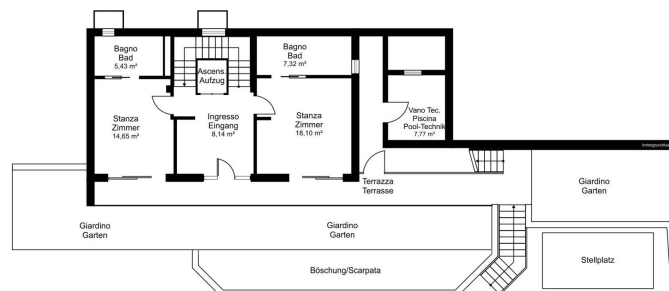 Bagno
Bad
5,43 m²
Ascens.
Aufzug
Bagno
Bad
7,32 m²
Stanza
Zimmer
14,65 m²
Ingresso
Eingang
8,14 m²
Stanza
Zimmer
18,10 m²
Vano Tec.
Piscina
Pool-Technik
7,77 m²
Terrazza
Terrasse
Giardino
Garten
Giardino
Garten
Giardino
Garten
Böschung/Scarpata
Stellplatz